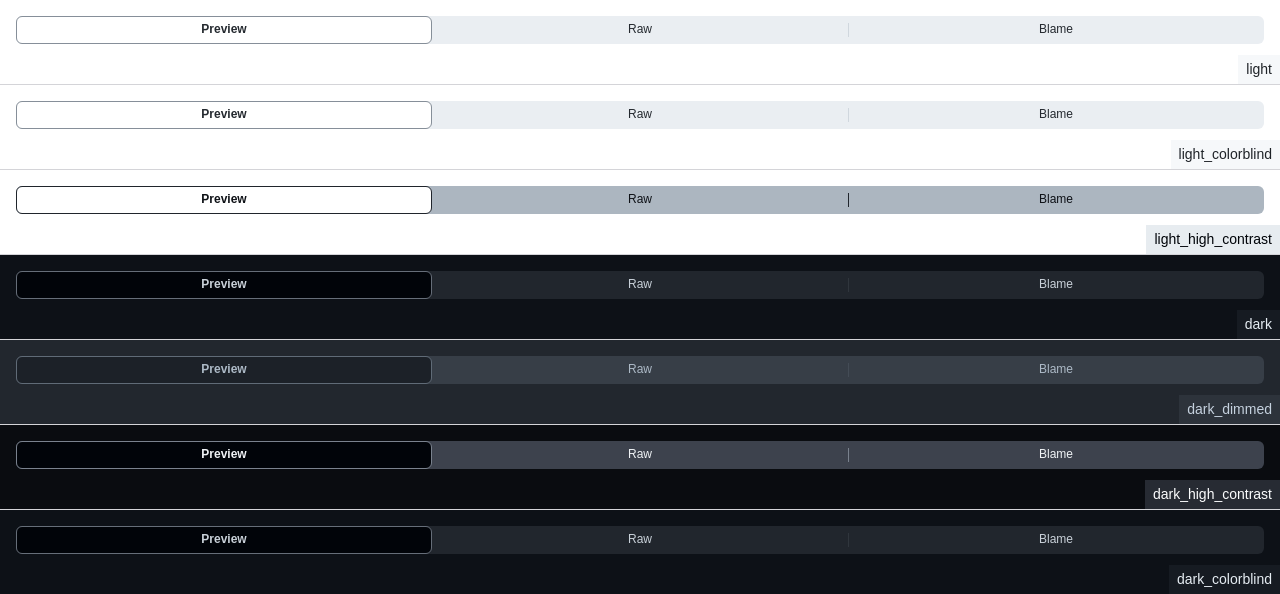 Preview Raw Blame
light
Preview Raw Blame
light_colorblind
Preview Raw Blame
light_high_contrast
Preview Raw Blame
dark
Preview Raw Blame
dark_dimmed
Preview Raw Blame
dark_high_contrast
Preview Raw Blame
dark_colorblind